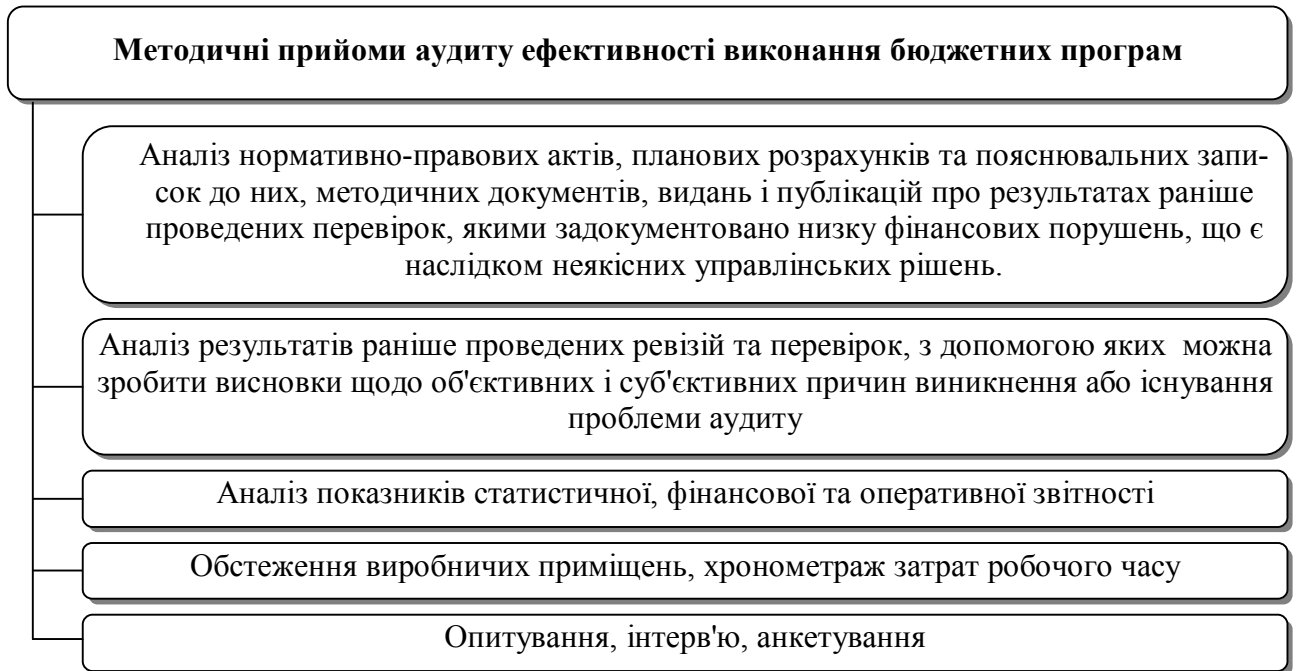 Методичні прийоми аудиту ефективності виконання бюджетних програм
Аналіз нормативно-правових актів, планових розрахунків та пояснювальних запи-
сок до них, методичних документів, видань і публікацій про результатах раніше
проведених перевірок, якими задокументовано низку фінансових порушень, що є
наслідком неякісних управлінських рішень.
Аналіз результатів раніше проведених ревізій та перевірок, з допомогою яких можна
зробити висновки щодо об'єктивних і суб'єктивних причин виникнення або існування
проблеми аудиту
Аналіз показників статистичної, фінансової та оперативної звітності
Обстеження виробничих приміщень, хронометраж затрат робочого часу
Опитування, інтерв'ю, анкетування